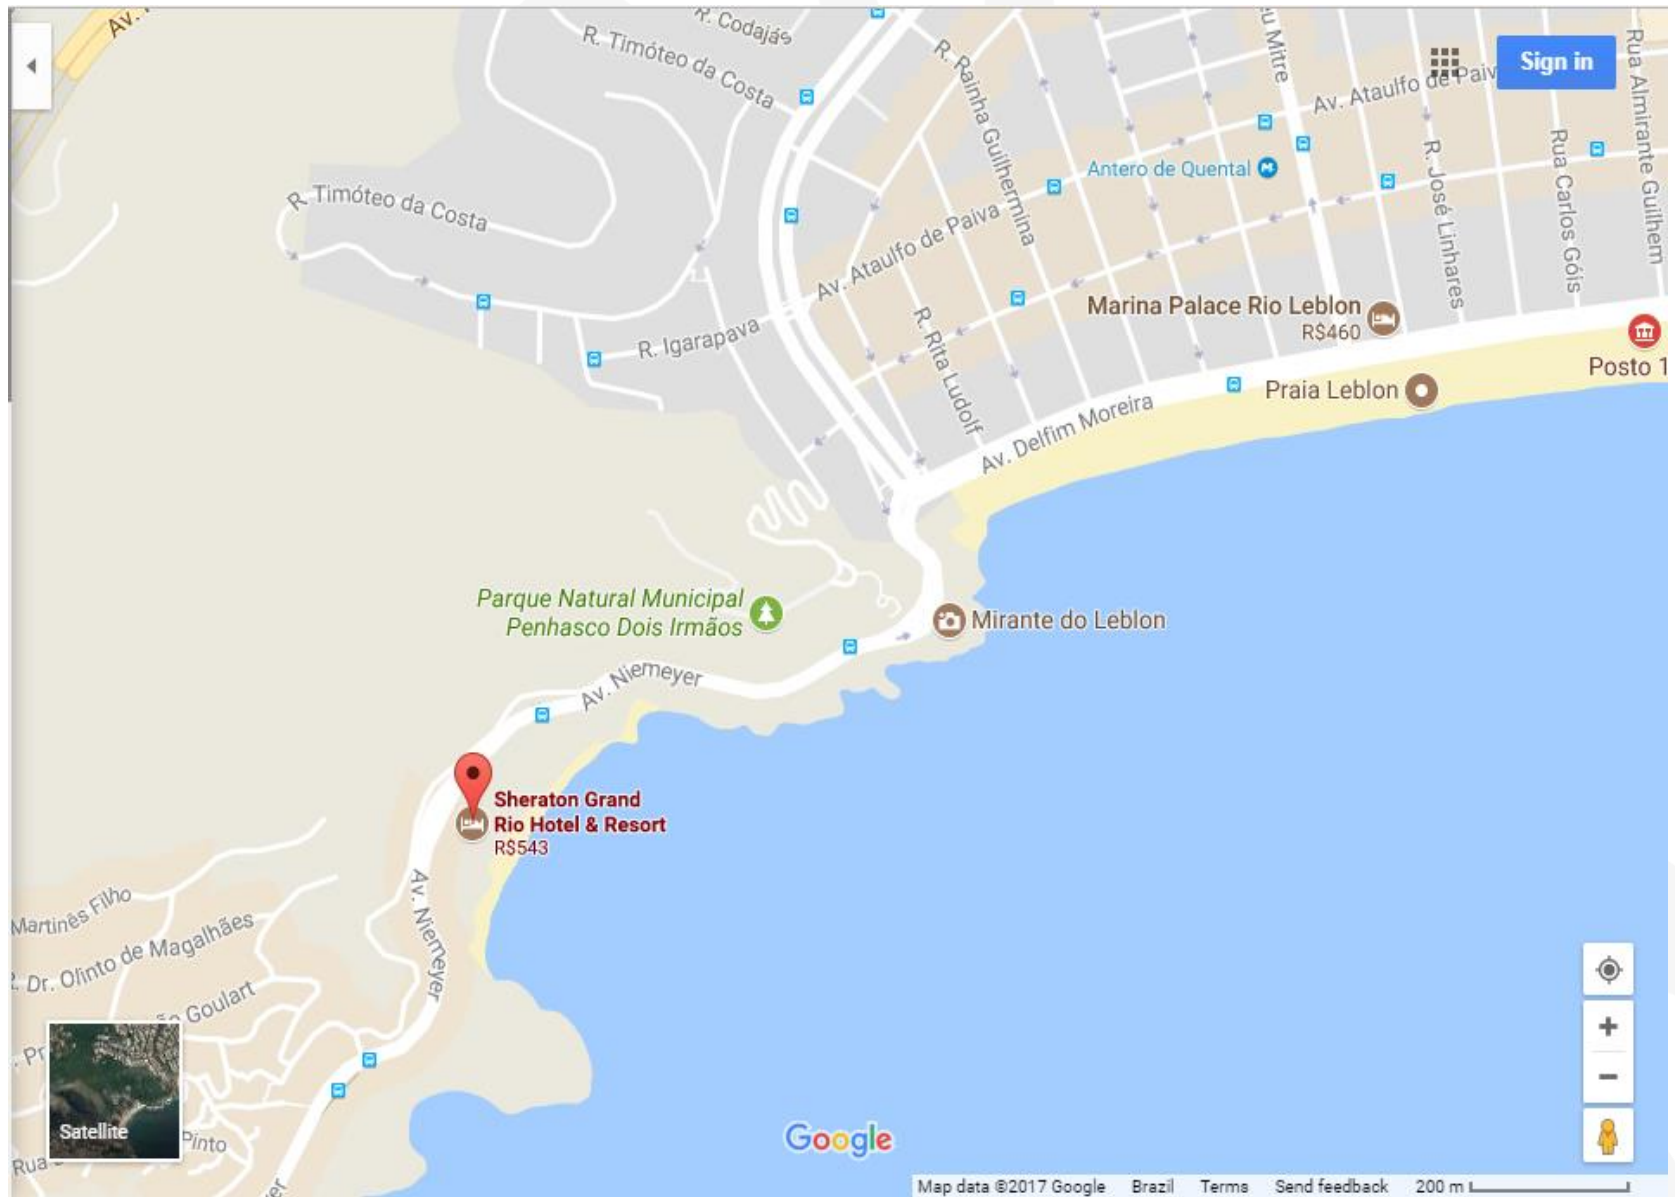 Av.
R. Codajás
R. Timóteo da Costa
R. Rainha Guilhermina
Mitre
Av. Ataulfo de Paiv
Sign in
Rua Almirante Guilhem
R. José Linhares
Rua Carlos Góis
Antero de Quental
R. Timóteo da Costa
Av. Ataulfo de Paiva
Marina Palace Rio Leblon
R$460
R. Igarapava
R. Rita Ludolf
Posto 1
Praia Leblon
Av. Delfim Moreira
Parque Natural Municipal
Penhasco Dois Irmãos
Mirante do Leblon
Av. Niemeyer
Sheraton Grand
Rio Hotel & Resort
R$543
Av. Niemeyer
Martinês Filho
Dr. Olinto de Magalhães
Goulart
Satellite
Pinto
Rua
Google
Map data ©2017 Google Brazil Terms Send feedback 200 m